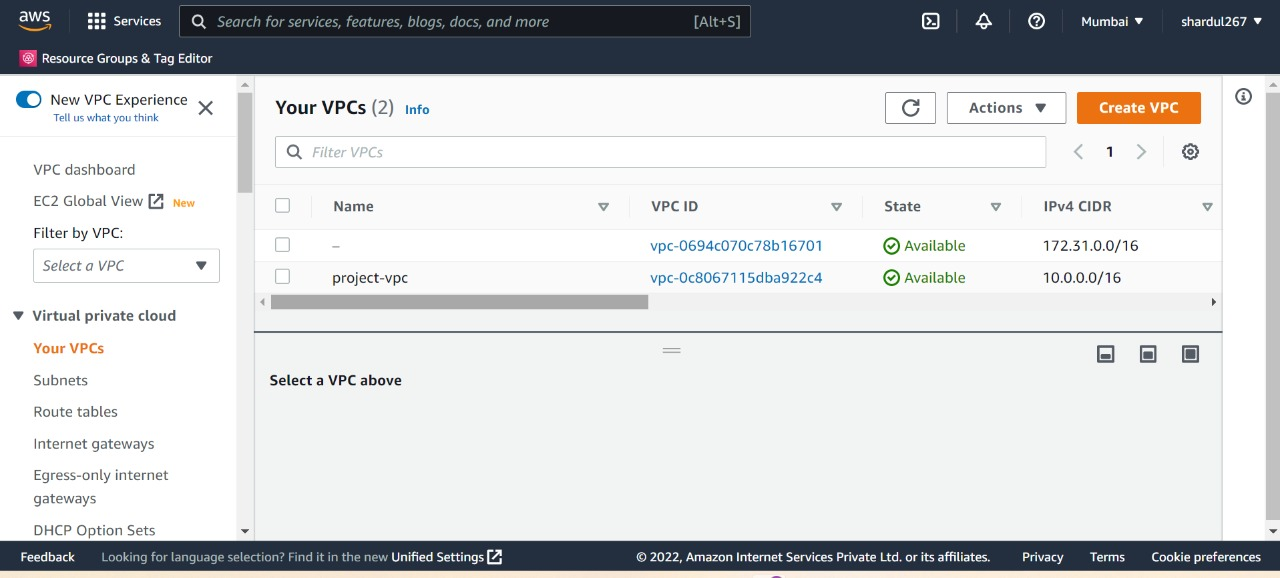 aws Services Search for services, features, blogs, docs, and more [Alt+S] Mumbai shardul267
Resource Groups & Tag Editor
New VPC Experience
Tell us what you think
VPC dashboard
EC2 Global View New
Filter by VPC:
Select a VPC
Virtual private cloud
Your VPCs
Subnets
Route tables
Internet gateways
Egress-only internet
gateways
DHCP Option Sets
Your VPCs (2) Info Actions Create VPC
Filter VPCs 1
Name VPC ID State IPv4 CIDR
– vpc-0694c070c78b16701 Available 172.31.0.0/16
project-vpc vpc-0c8067115dba922c4 Available 10.0.0.0/16
Select a VPC above
Feedback Looking for language selection? Find it in the new Unified Settings © 2022, Amazon Internet Services Private Ltd. or its affiliates. Privacy Terms Cookie preferences